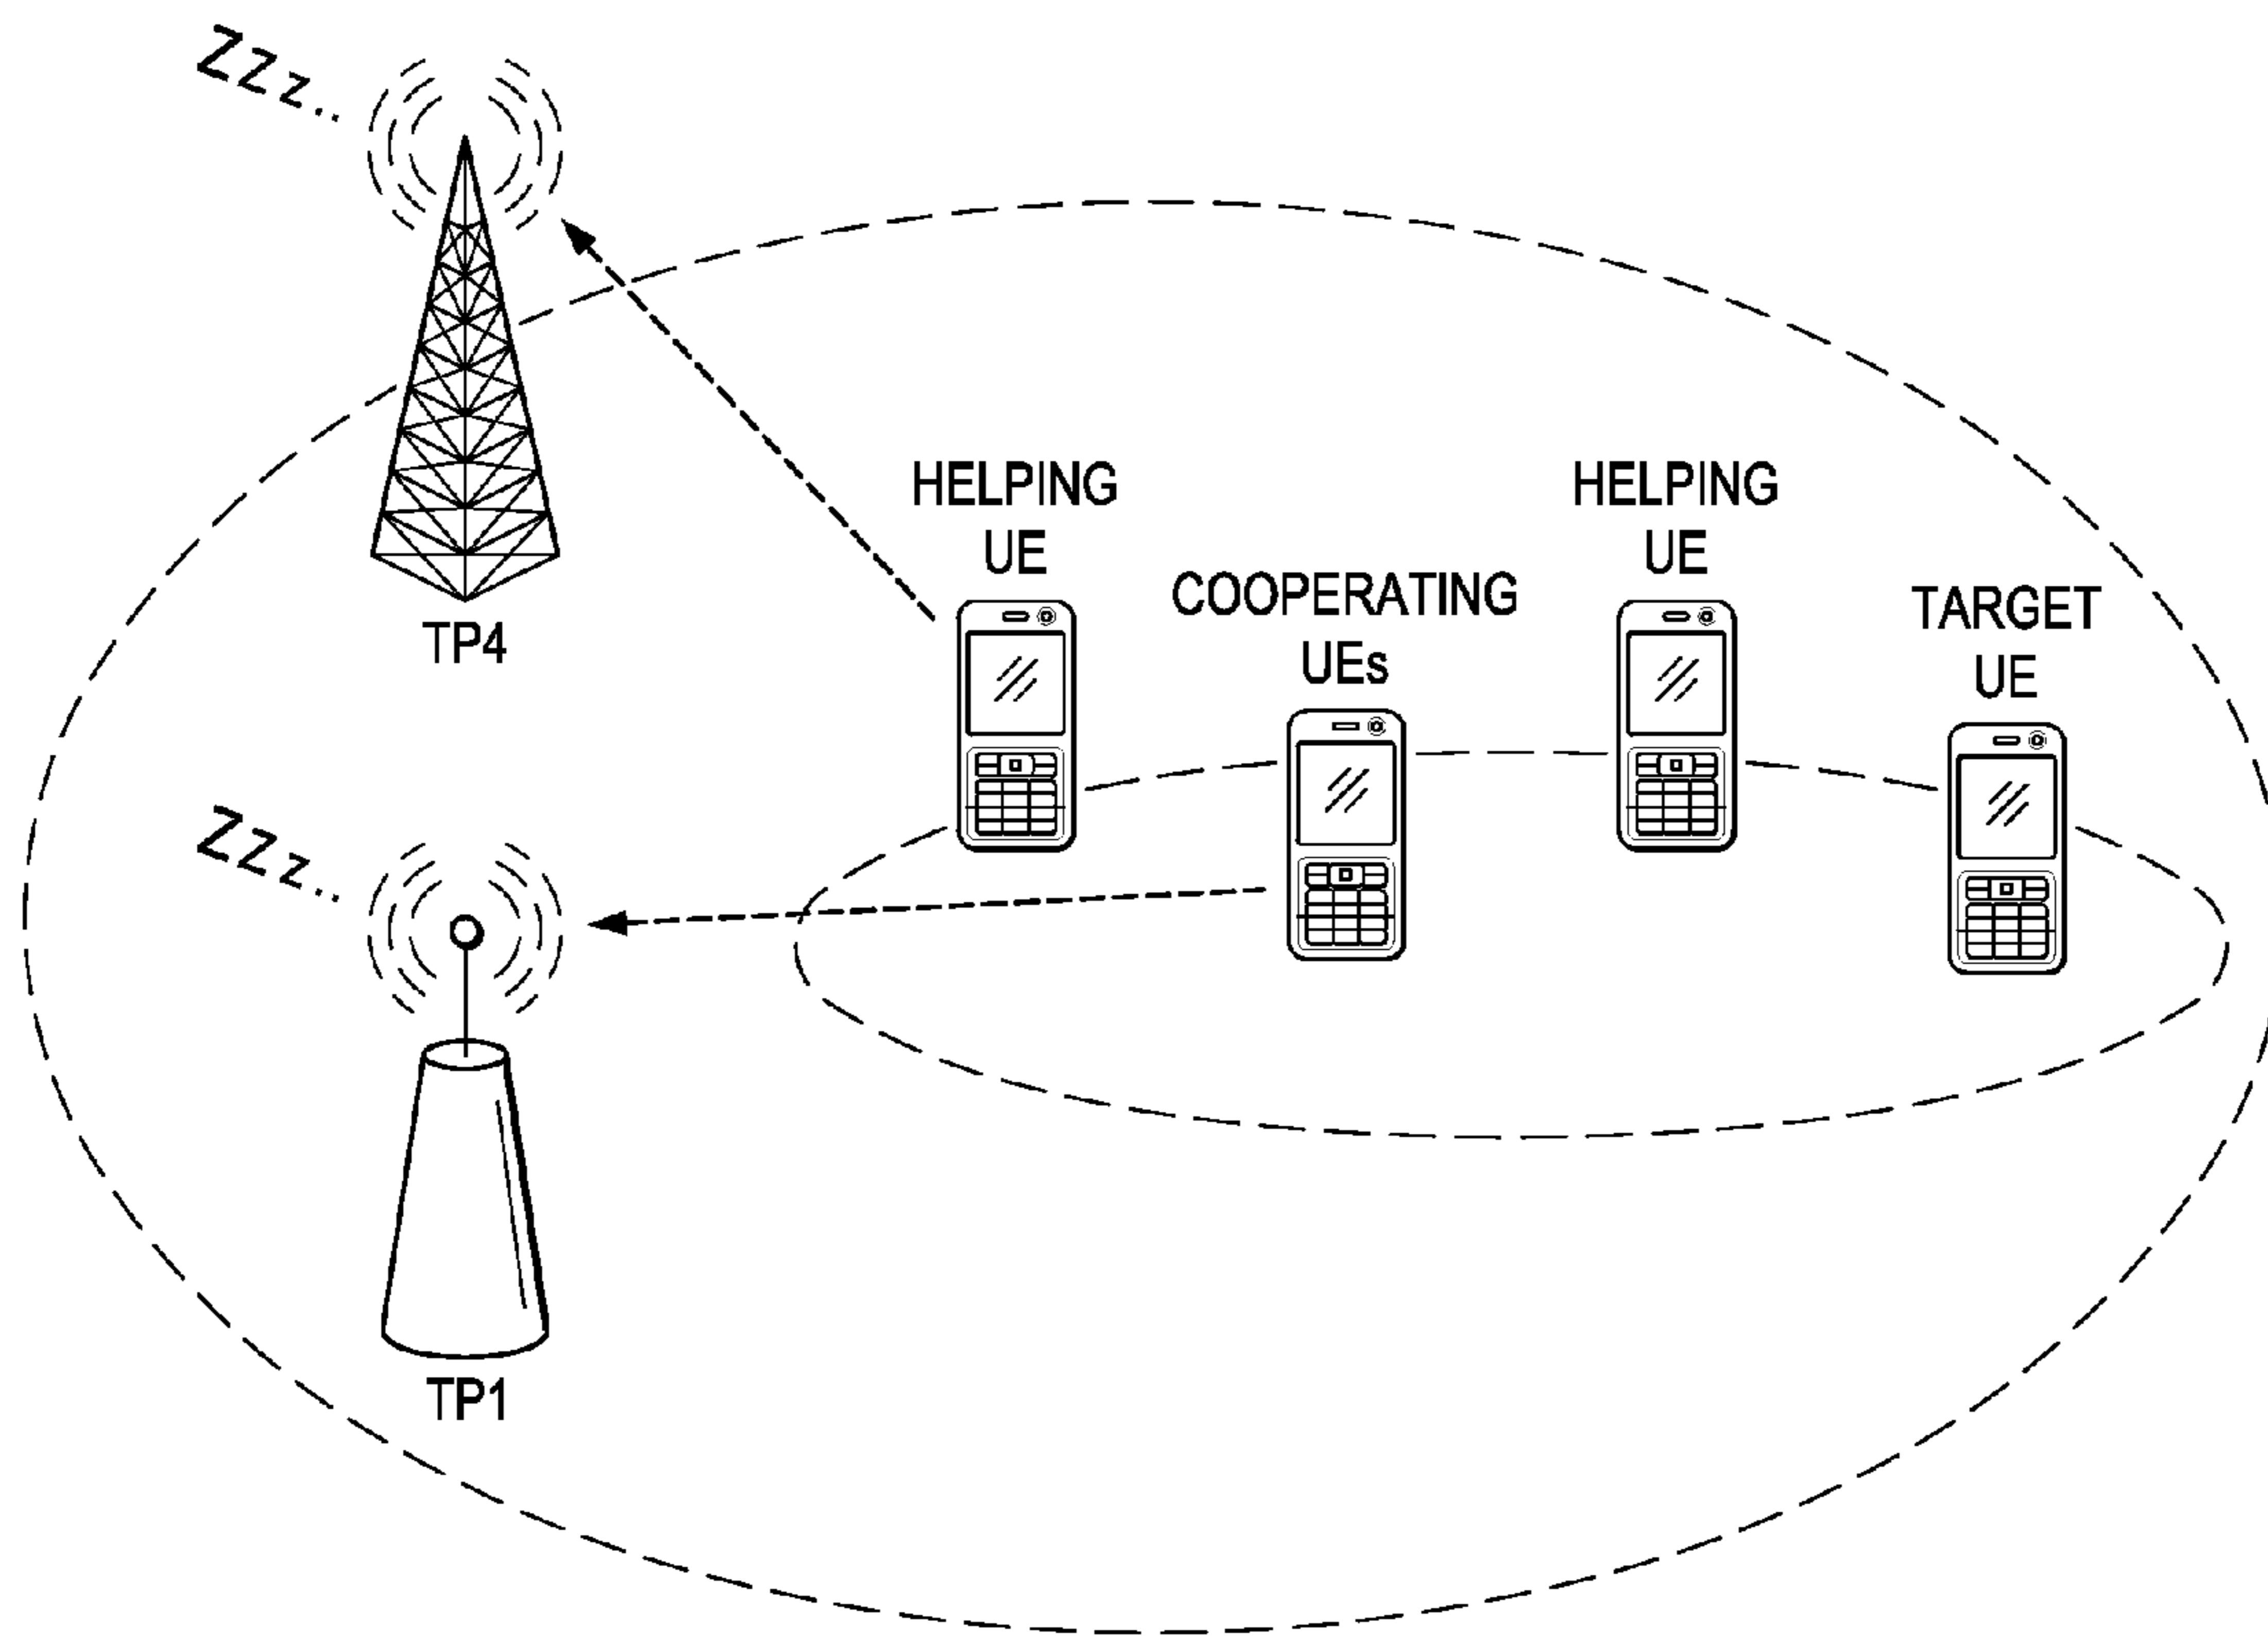 ZZz..
HELPING
UE
HELPING
UE
COOPERATING
UEs
TARGET
UE
TP4
ZZz..
TP1